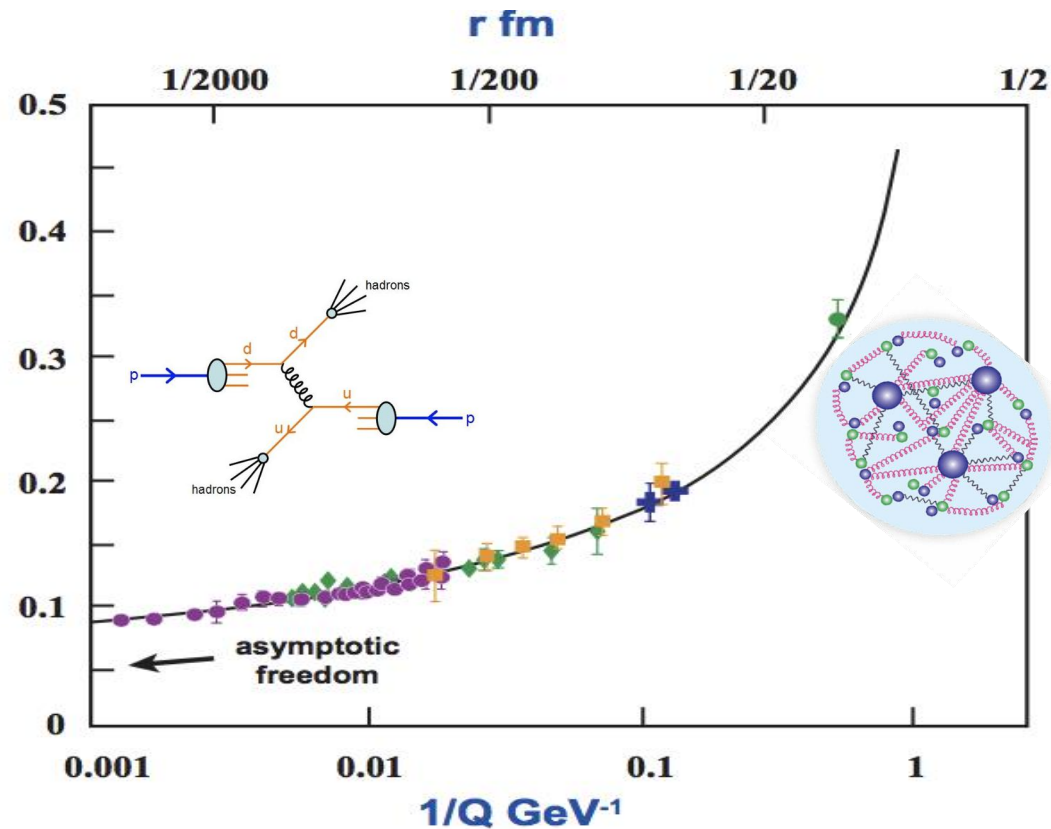 r fm
1/2000 1/200 1/20 1/2
0.5
0.4
0.3
0.2
0.1
0
hadrons
d
d
p
u
u
p
hadrons
asymptotic
freedom
0.001 0.01 0.1 1
1/Q GeV⁻¹